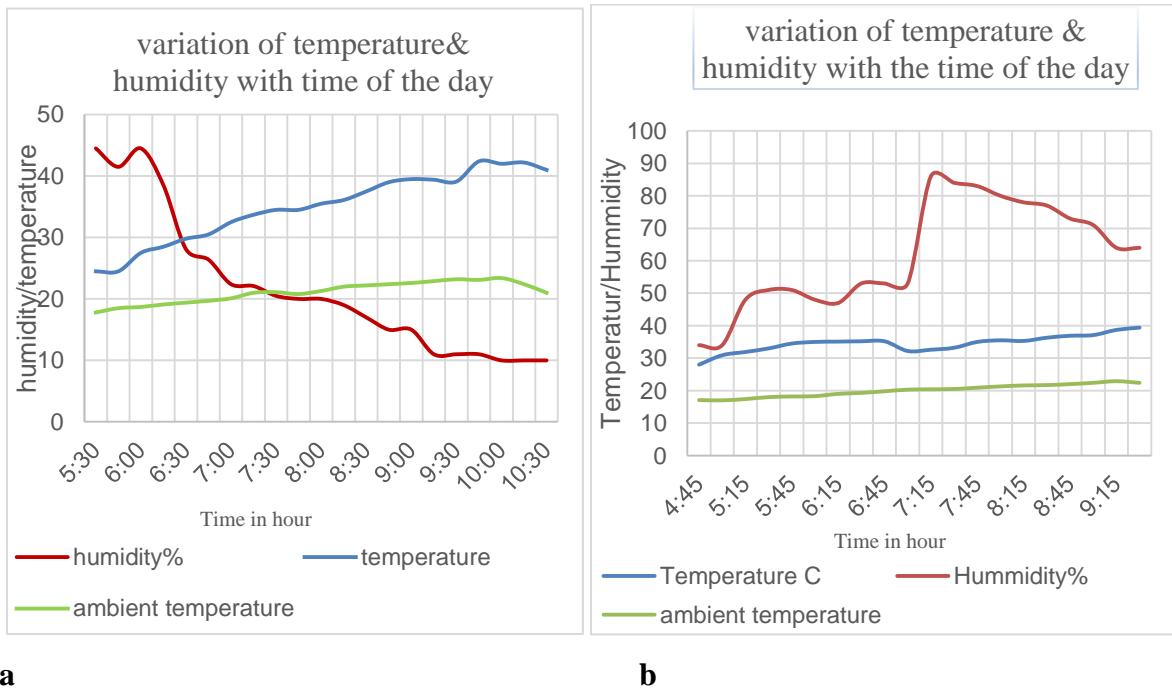 variation of temperature&
humidity with time of the day
50
40
30
20
10
0
humidity/temperature
5:30
6:00
6:30
7:00
7:30
8:00
8:30
9:00
9:30
10:00
10:30
Time in hour
humidity%
temperature
ambient temperature
a
variation of temperature &
humidity with the time of the day
100
90
80
70
60
50
40
30
20
10
0
Temperatur/Hummidity
4:45
5:15
5:45
6:15
6:45
7:15
7:45
8:15
8:45
9:15
Time in hour
Temperature C
Hummidity%
ambient temperature
b